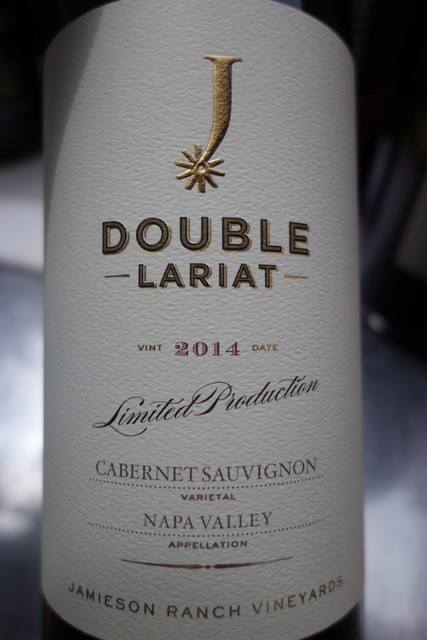 J
DOUBLE
LARIAT
VINT 2014 DATE
Limited Production
CABERNET SAUVIGNON
VARIETAL
NAPA VALLEY
APPELLATION
JAMIESON RANCH VINEYARDS